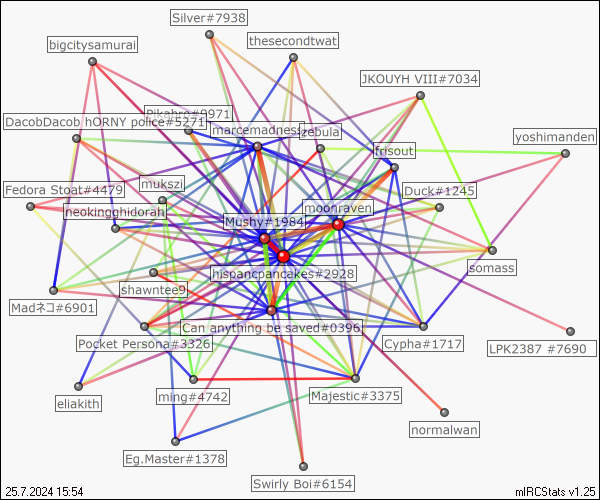 Silver#7938
bigcitysamurai
thesecondtwat
JKOUYH VIII#7034
Pikahro#9971
DacobDacob hORNY police#5271
marcemadness
zebula
yoshimanden
frisout
Fedora Stoat#4479
mukszi
Duck#1245
neokinghidorah
Mushy#1984
moonraven
somass
hispancpancakes#2928
shawntee9
Madネコ#6901
Can anything be saved#0396
Pocket Persona#3326
Cypha#1717
LPK2387 #7690
eliakith
ming#4742
Majestic#3375
normalwan
Eg.Master#1378
Swirly Boi#6154
25.7.2024 15:54
mIRCStats v1.25